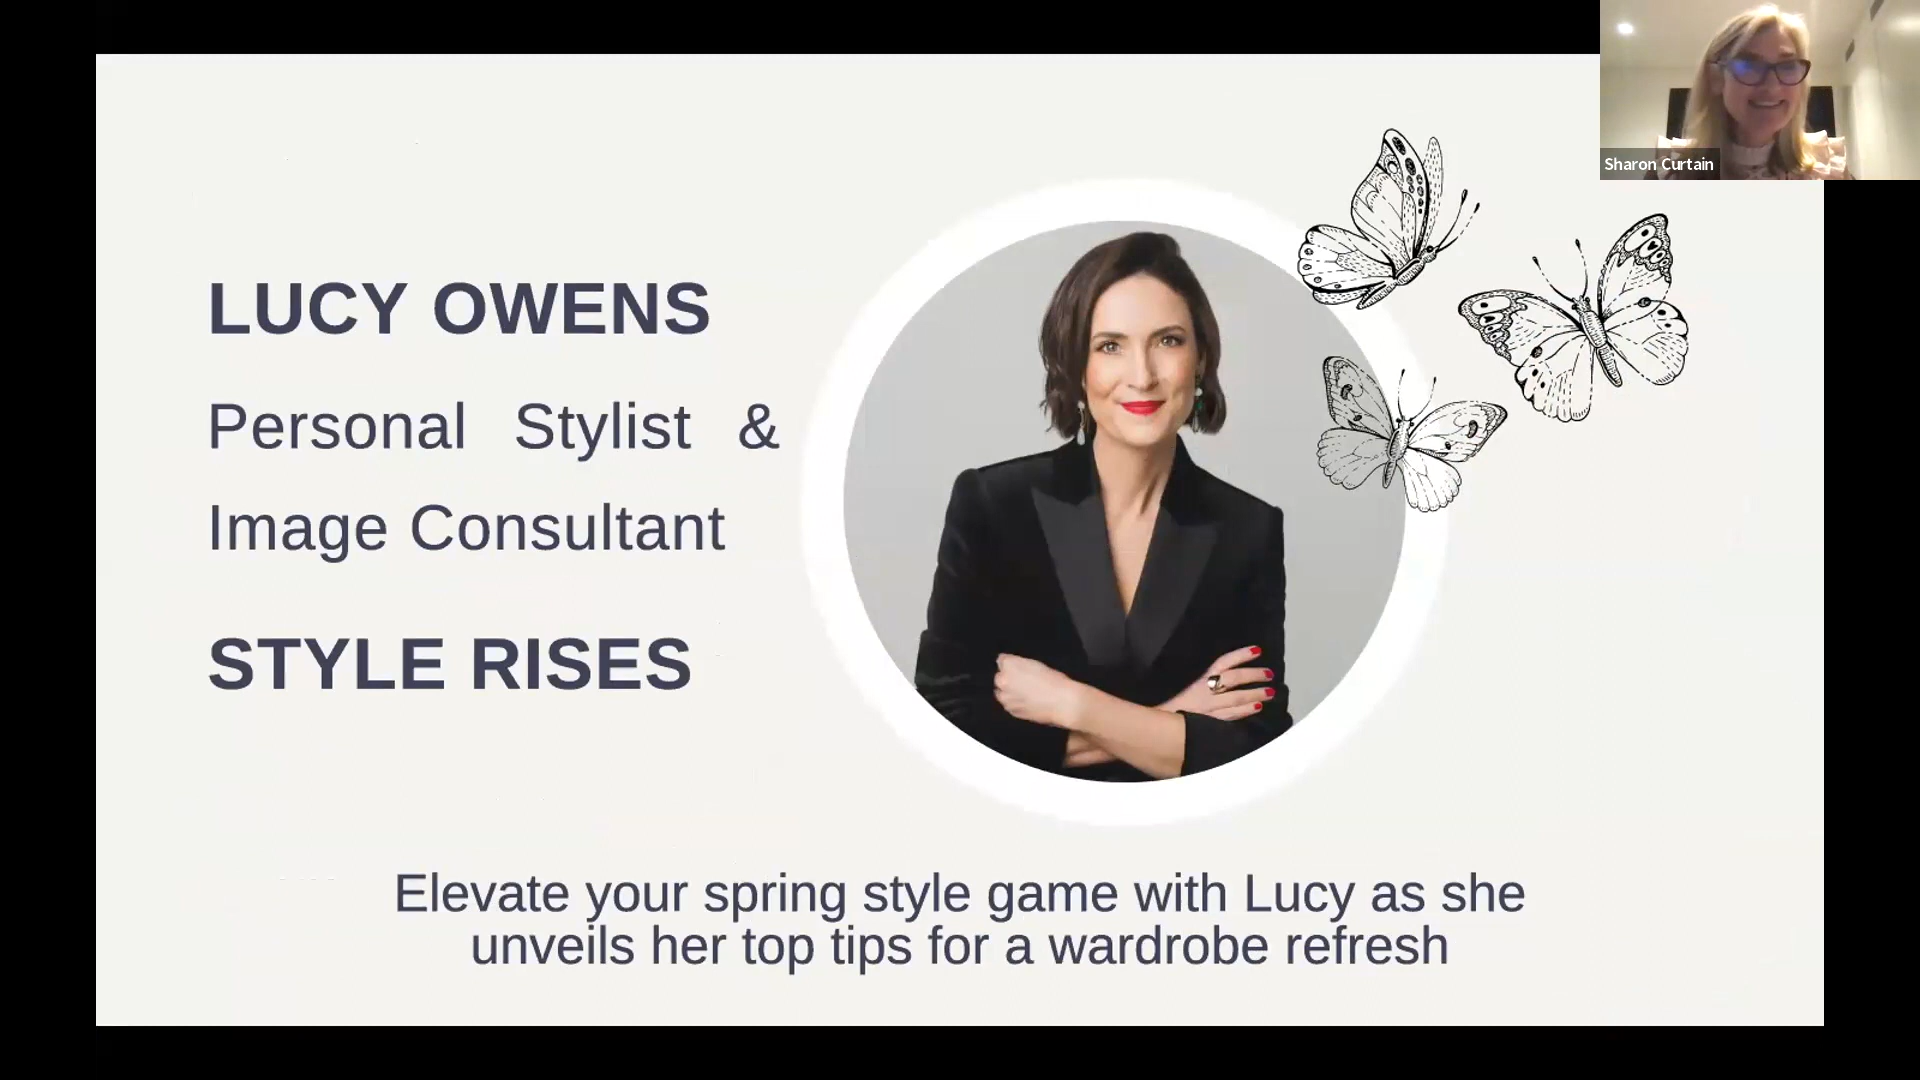 Sharon Curtain
LUCY OWENS
Personal Stylist &
Image Consultant
STYLE RISES
Elevate your spring style game with Lucy as she
unveils her top tips for a wardrobe refresh